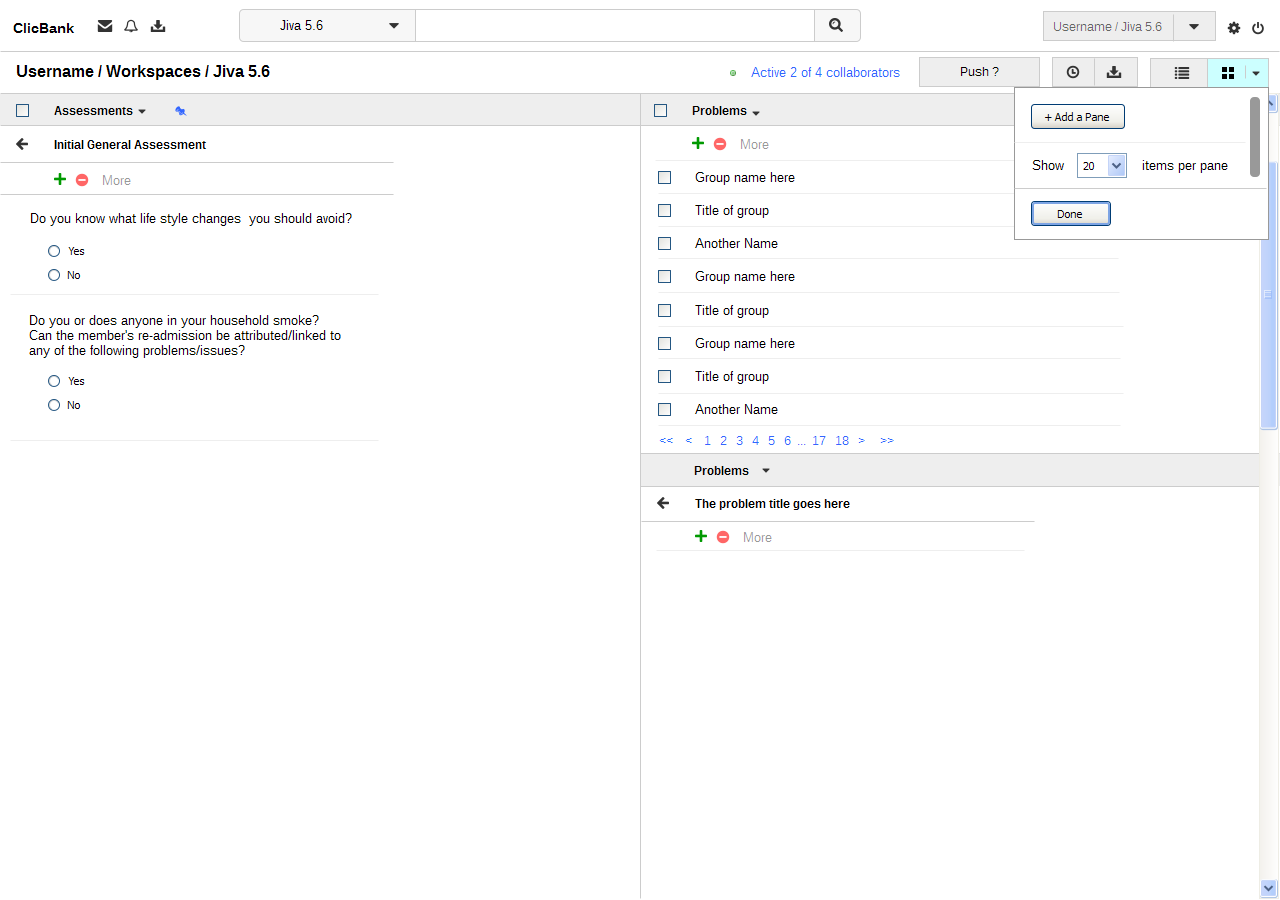 ClicBank
Jiva 5.6
Username / Jiva 5.6
Username / Workspaces / Jiva 5.6
Active 2 of 4 collaborators
Push ?
Assessments
Initial General Assessment
More
Do you know what life style changes  you should avoid?
Yes
No
Do you or does anyone in your household smoke?
Can the member's re-admission be attributed/linked to
any of the following problems/issues?
Yes
No
Problems
More
Group name here
Title of group
Another Name
Group name here
Title of group
Group name here
Title of group
Another Name
<< < 1 2 3 4 5 6 ... 17 18 > >>
Problems
The problem title goes here
More
+ Add a Pane
Show 20 items per pane
Done